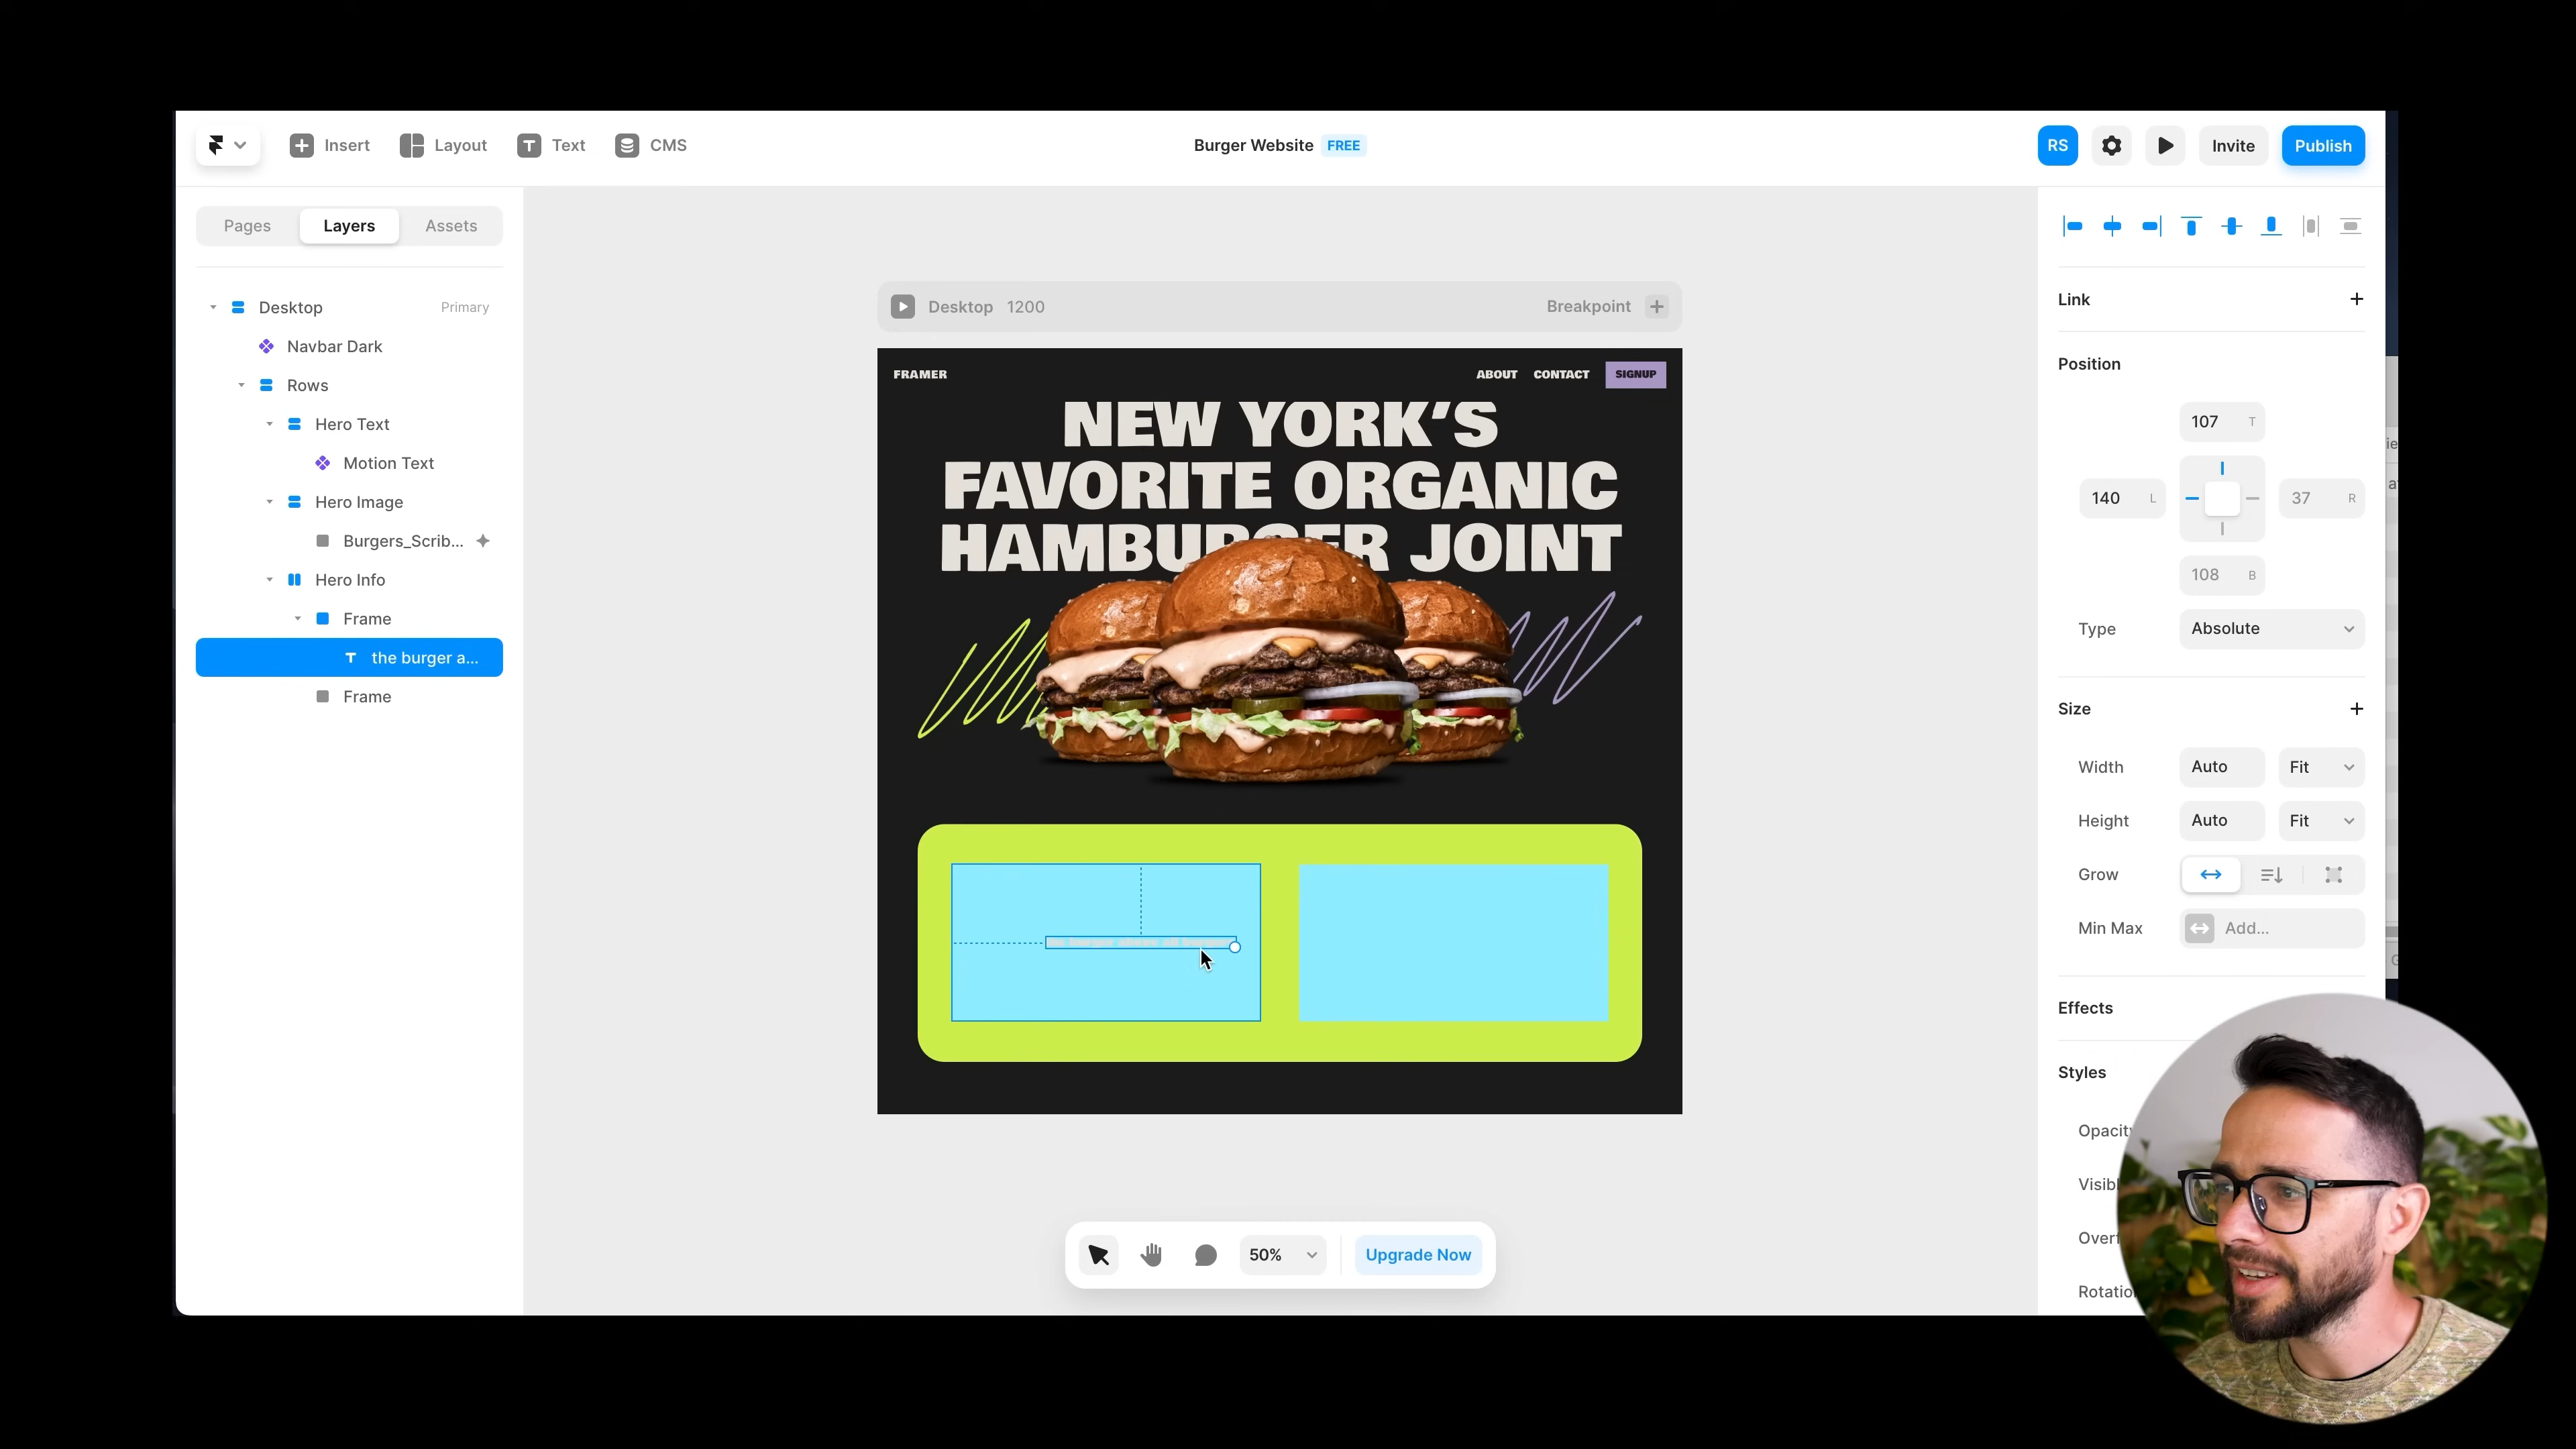 Insert
Layout
Text
CMS
Burger Website
FREE
RS
Invite
Publish
Pages
Layers
Assets
Desktop
Primary
Navbar Dark
Rows
Hero Text
Motion Text
Hero Image
Burgers_Scrib...
Hero Info
Frame
the burger a...
Frame
Desktop 1200
Breakpoint
FRAMER
ABOUT
CONTACT
SIGNUP
NEW YORK'S
FAVORITE ORGANIC
HAMBURGER JOINT
50%
Upgrade Now
Link
Position
107 T
140 L
37 R
108 B
Type
Absolute
Size
Width
Auto
Fit
Height
Auto
Fit
Grow
Min Max
Add...
Effects
Styles